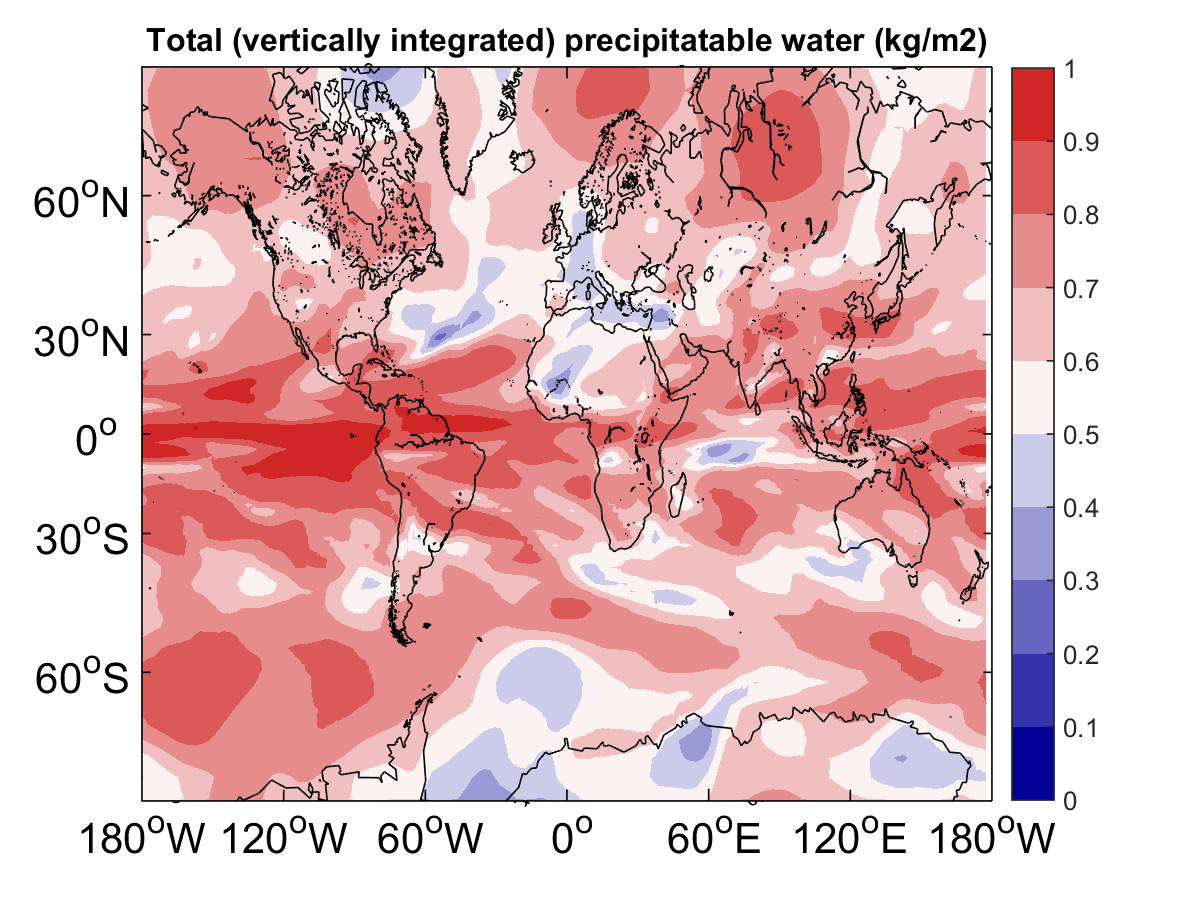 Total (vertically integrated) precipitatable water (kg/m2)
60°N
30°N
0°
30°S
60°S
180°W 120°W 60°W 0° 60°E 120°E 180°W
1
0.9
0.8
0.7
0.6
0.5
0.4
0.3
0.2
0.1
0